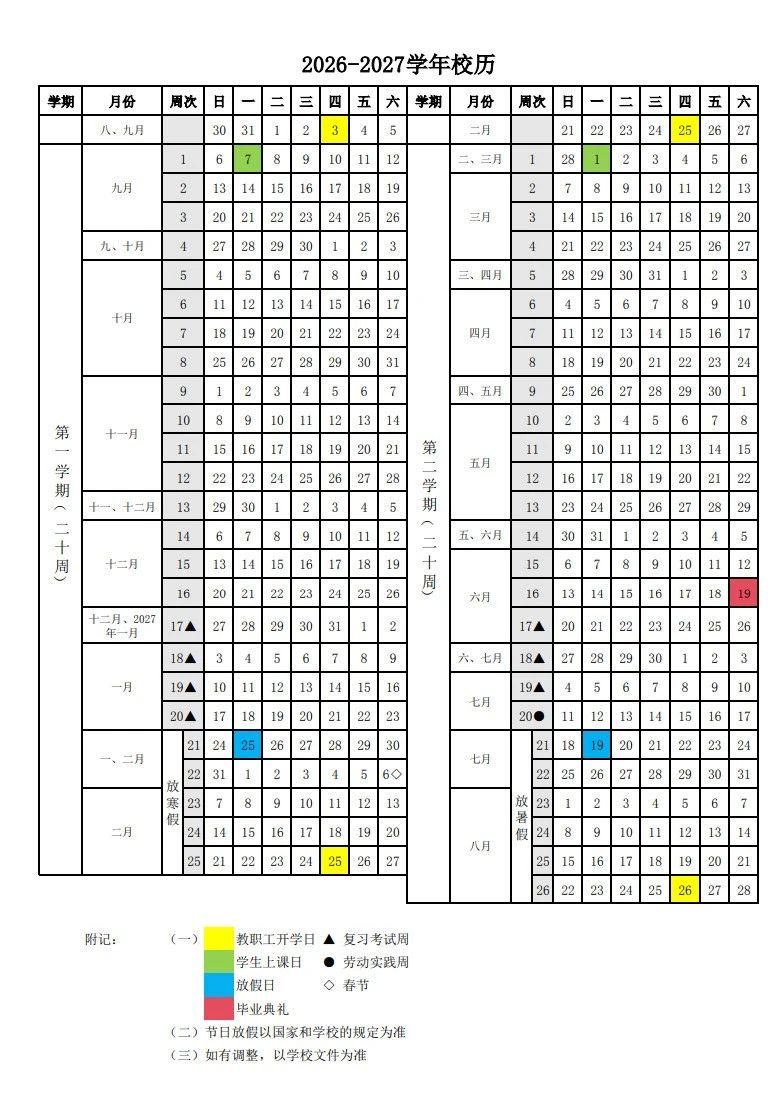 2026-2027学年校历
学期 月份 周次 日 一 二 三 四 五 六 学期 月份 周次 日 一 二 三 四 五 六
八、九月 30 31 1 2 3 4 5 二月 21 22 23 24 25 26 27
第一学期（二十周） 九月 1 6 7 8 9 10 11 12 第二学期（二十周） 二、三月 1 28 1 2 3 4 5 6
2 13 14 15 16 17 18 19 三月 2 7 8 9 10 11 12 13
3 20 21 22 23 24 25 26 3 14 15 16 17 18 19 20
九、十月 4 27 28 29 30 1 2 3 4 21 22 23 24 25 26 27
十月 5 4 5 6 7 8 9 10 三、四月 5 28 29 30 31 1 2 3
6 11 12 13 14 15 16 17 四月 6 4 5 6 7 8 9 10
7 18 19 20 21 22 23 24 7 11 12 13 14 15 16 17
8 25 26 27 28 29 30 31 8 18 19 20 21 22 23 24
十一月 9 1 2 3 4 5 6 7 四、五月 9 25 26 27 28 29 30 1
10 8 9 10 11 12 13 14 五月 10 2 3 4 5 6 7 8
11 15 16 17 18 19 20 21 11 9 10 11 12 13 14 15
12 22 23 24 25 26 27 28 12 16 17 18 19 20 21 22
十一、十二月 13 29 30 1 2 3 4 5 13 23 24 25 26 27 28 29
十二月 14 6 7 8 9 10 11 12 五、六月 14 30 31 1 2 3 4 5
15 13 14 15 16 17 18 19 六月 15 6 7 8 9 10 11 12
16 20 21 22 23 24 25 26 16 13 14 15 16 17 18 19
十二月、2027年一月 17▲ 27 28 29 30 31 1 2 17▲ 20 21 22 23 24 25 26
一月 18▲ 3 4 5 6 7 8 9 六、七月 18▲ 27 28 29 30 1 2 3
19▲ 10 11 12 13 14 15 16 七月 19▲ 4 5 6 7 8 9 10
20▲ 17 18 19 20 21 22 23 20● 11 12 13 14 15 16 17
一、二月 放寒假 21 24 25 26 27 28 29 30 七月 放暑假 21 18 19 20 21 22 23 24
22 31 1 2 3 4 5 6◇ 22 25 26 27 28 29 30 31
二月 23 7 8 9 10 11 12 13 八月 23 1 2 3 4 5 6 7
24 14 15 16 17 18 19 20 24 8 9 10 11 12 13 14
25 21 22 23 24 25 26 27 25 15 16 17 18 19 20 21
26 22 23 24 25 26 27 28
附记： （一） 教职工开学日 ▲ 复习考试周
学生上课日 ● 劳动实践周
放假日 ◇ 春节
毕业典礼
（二）节日放假以国家和学校的规定为准
（三）如有调整，以学校文件为准